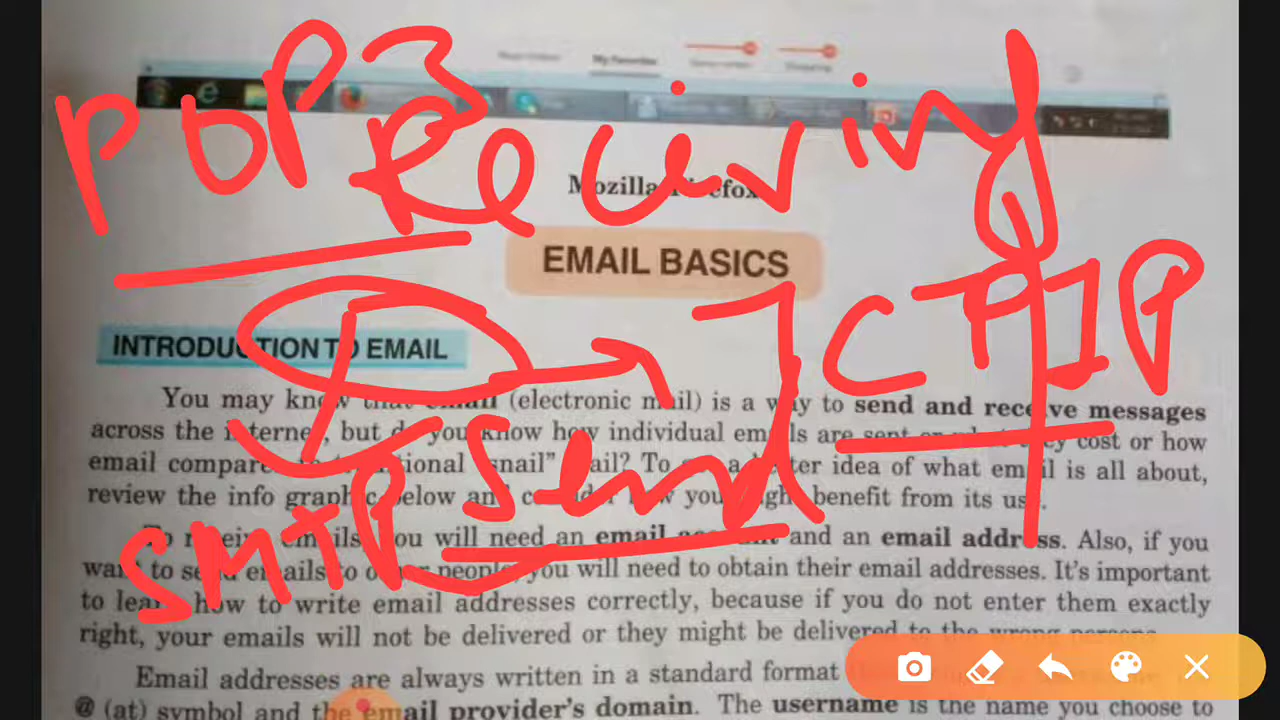 My Favorites
POP3
Receiving
Mozilla Firefox
EMAIL BASICS
TCP IP
INTRODUCTION TO EMAIL
You may know that email (electronic mail) is a way to send and receive messages
across the internet, but do you know how individual emails are sent or what they cost or how
email compares to traditional "snail" mail? To get a better idea of what email is all about,
review the info graphic below and consider how you might benefit from its use.
Send
SMTP
To receive emails, you will need an email account and an email address. Also, if you
want to send emails to other people, you will need to obtain their email addresses. It's important
to learn how to write email addresses correctly, because if you do not enter them exactly
right, your emails will not be delivered or they might be delivered to the wrong persons.
Email addresses are always written in a standard format
@ (at) symbol and the email provider's domain. The username is the name you choose to